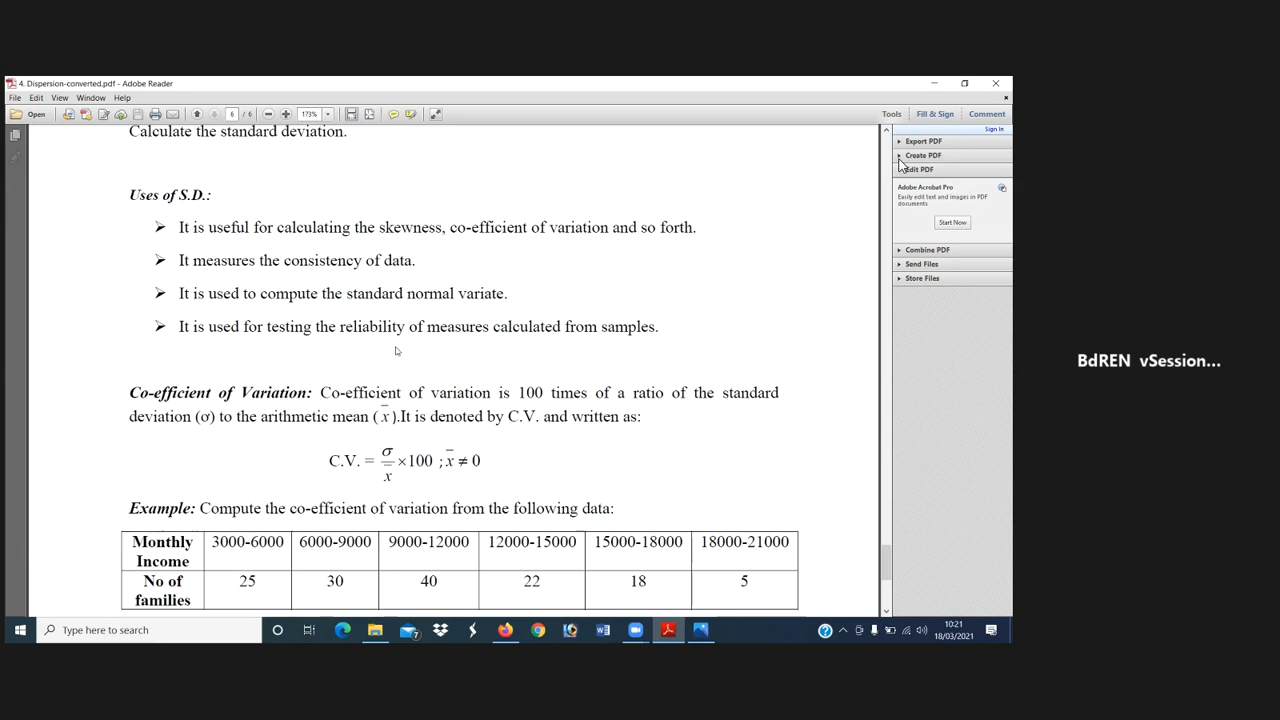 4. Dispersion-converted.pdf - Adobe Reader
File Edit View Window Help
Open 6 / 6 173% Tools Fill & Sign Comment
Sign In
Export PDF
Create PDF
Edit PDF
Adobe Acrobat Pro
Easily edit text and images in PDF
documents
Start Now
Combine PDF
Send Files
Store Files
Calculate the standard deviation.
Uses of S.D.:
➢ It is useful for calculating the skewness, co-efficient of variation and so forth.
➢ It measures the consistency of data.
➢ It is used to compute the standard normal variate.
➢ It is used for testing the reliability of measures calculated from samples.
Co-efficient of Variation: Co-efficient of variation is 100 times of a ratio of the standard
deviation (σ) to the arithmetic mean ( x̄ ).It is denoted by C.V. and written as:
C.V. = σ/x̄ ×100 ; x̄ ≠ 0
Example: Compute the co-efficient of variation from the following data:
Monthly Income 3000-6000 6000-9000 9000-12000 12000-15000 15000-18000 18000-21000
No of families 25 30 40 22 18 5
BdREN vSession...
Type here to search
7
?
10:21
18/03/2021